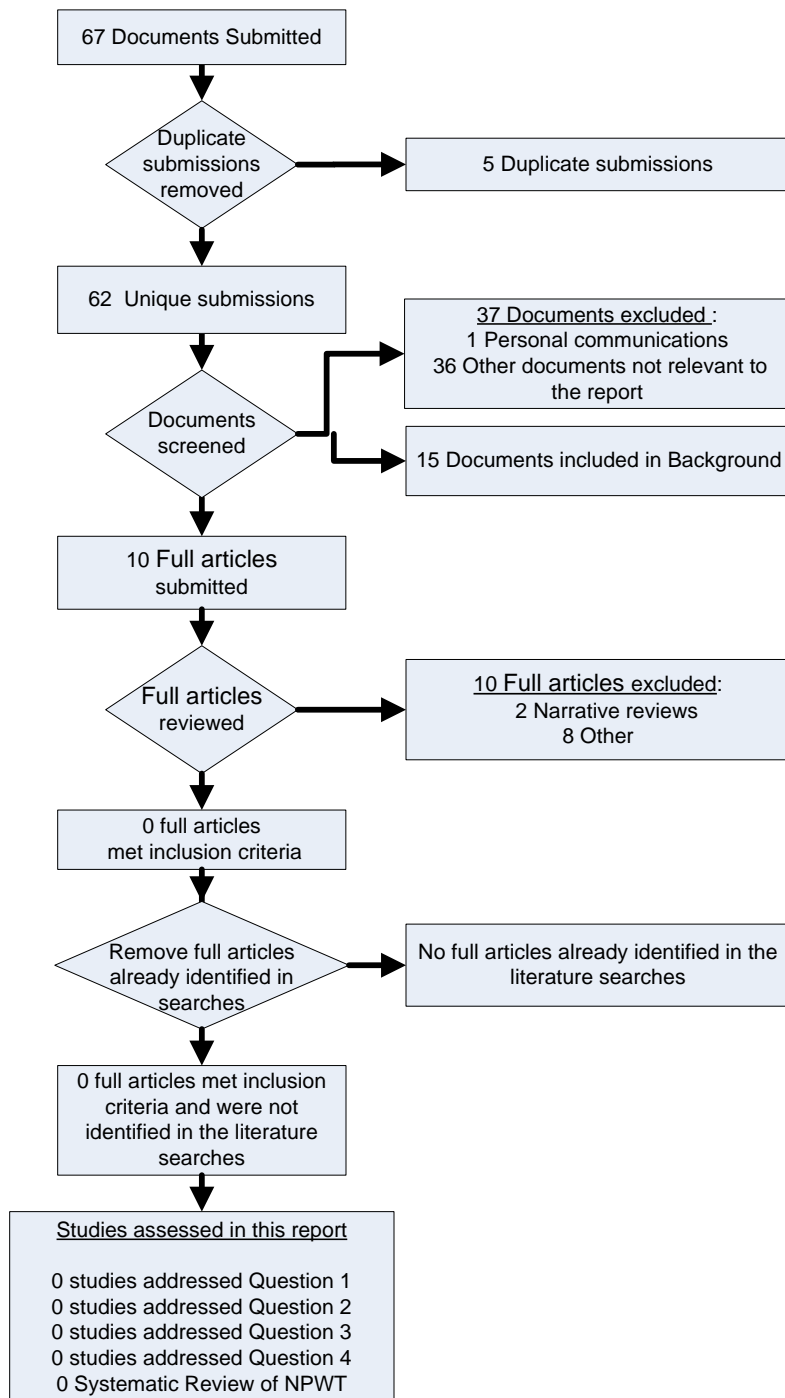 67 Documents Submitted
Duplicate
submissions
removed
5 Duplicate submissions
62 Unique submissions
37 Documents excluded :
1 Personal communications
36 Other documents not relevant to
the report
Documents
screened
15 Documents included in Background
10 Full articles
submitted
Full articles
reviewed
10 Full articles excluded:
2 Narrative reviews
8 Other
0 full articles
met inclusion criteria
Remove full articles
already identified in
searches
No full articles already identified in the
literature searches
0 full articles met inclusion
criteria and were not
identified in the literature
searches
Studies assessed in this report
0 studies addressed Question 1
0 studies addressed Question 2
0 studies addressed Question 3
0 studies addressed Question 4
0 Systematic Review of NPWT